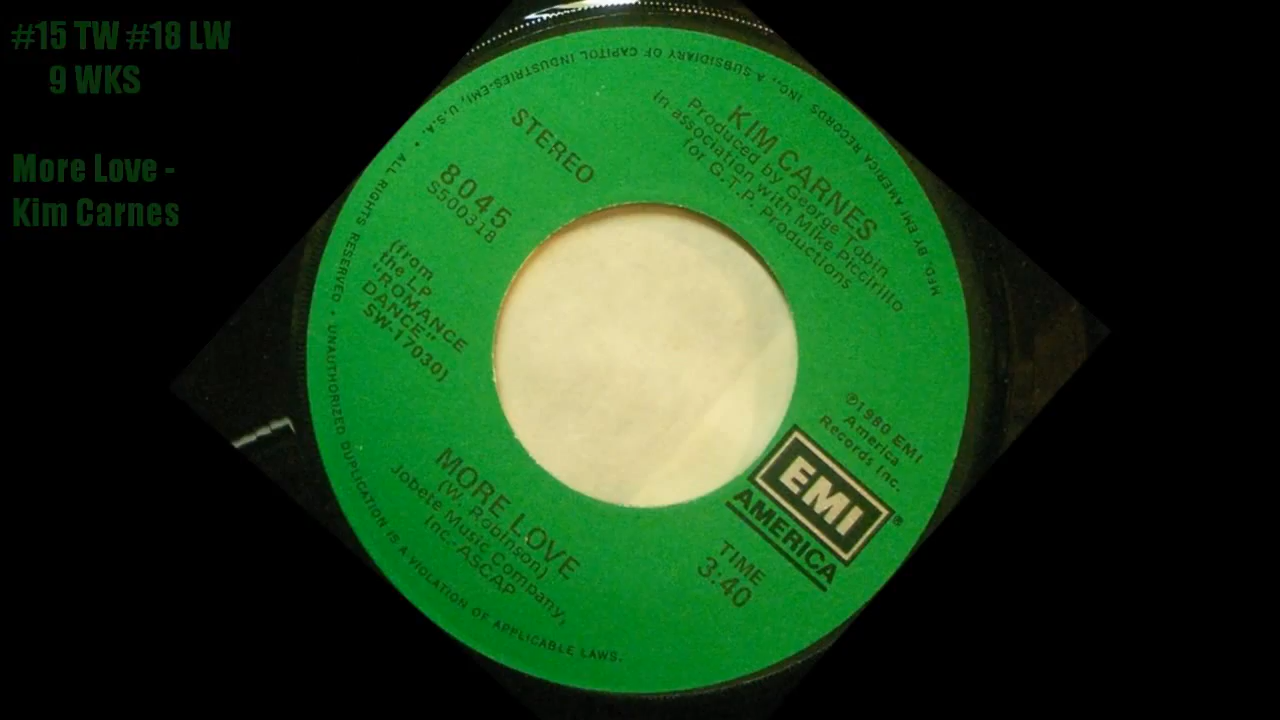 #15 TW #18 LW
9 WKS
More Love -
Kim Carnes
MFD. BY EMI AMERICA RECORDS, INC., A SUBSIDIARY OF CAPITOL INDUSTRIES-EMI, U.S.A. • ALL RIGHTS RESERVED • UNAUTHORIZED DUPLICATION IS A VIOLATION OF APPLICABLE LAWS.
KIM CARNES
Produced by George Tobin
in association with Mike Piccirillo
for G.T.P. Productions
STEREO
8045
S500318
(from
the LP
"ROMANCE
DANCE"
SW-17030)
℗1980 EMI
America
Records Inc.
EMI®
AMERICA
TIME
3:40
MORE LOVE
(W. Robinson)
Jobete Music Company,
Inc.-ASCAP